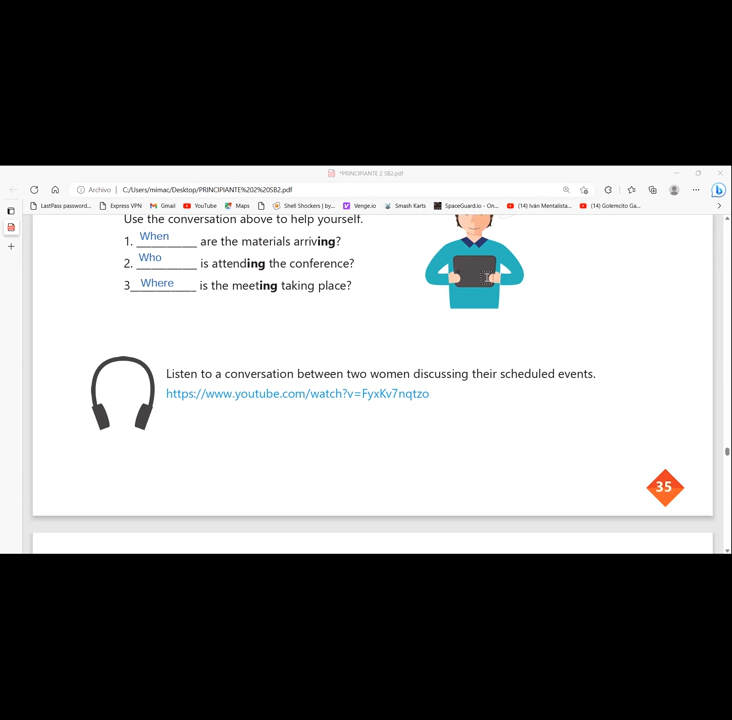 *PRINCIPIANTE 2 SB2.pdf
Archivo | C:/Users/mimac/Desktop/PRINCIPIANTE%202%20SB2.pdf
LastPass password... Express VPN Gmail YouTube Maps Shell Shockers | by... Venge.io Smash Karts SpaceGuard.io - On... (14) Iván Mentalista... (14) Golemcito Ga...
Use the conversation above to help yourself.
1. When are the materials arriving?
2. Who is attending the conference?
3 Where is the meeting taking place?
Listen to a conversation between two women discussing their scheduled events.
https://www.youtube.com/watch?v=FyxKv7nqtzo
35